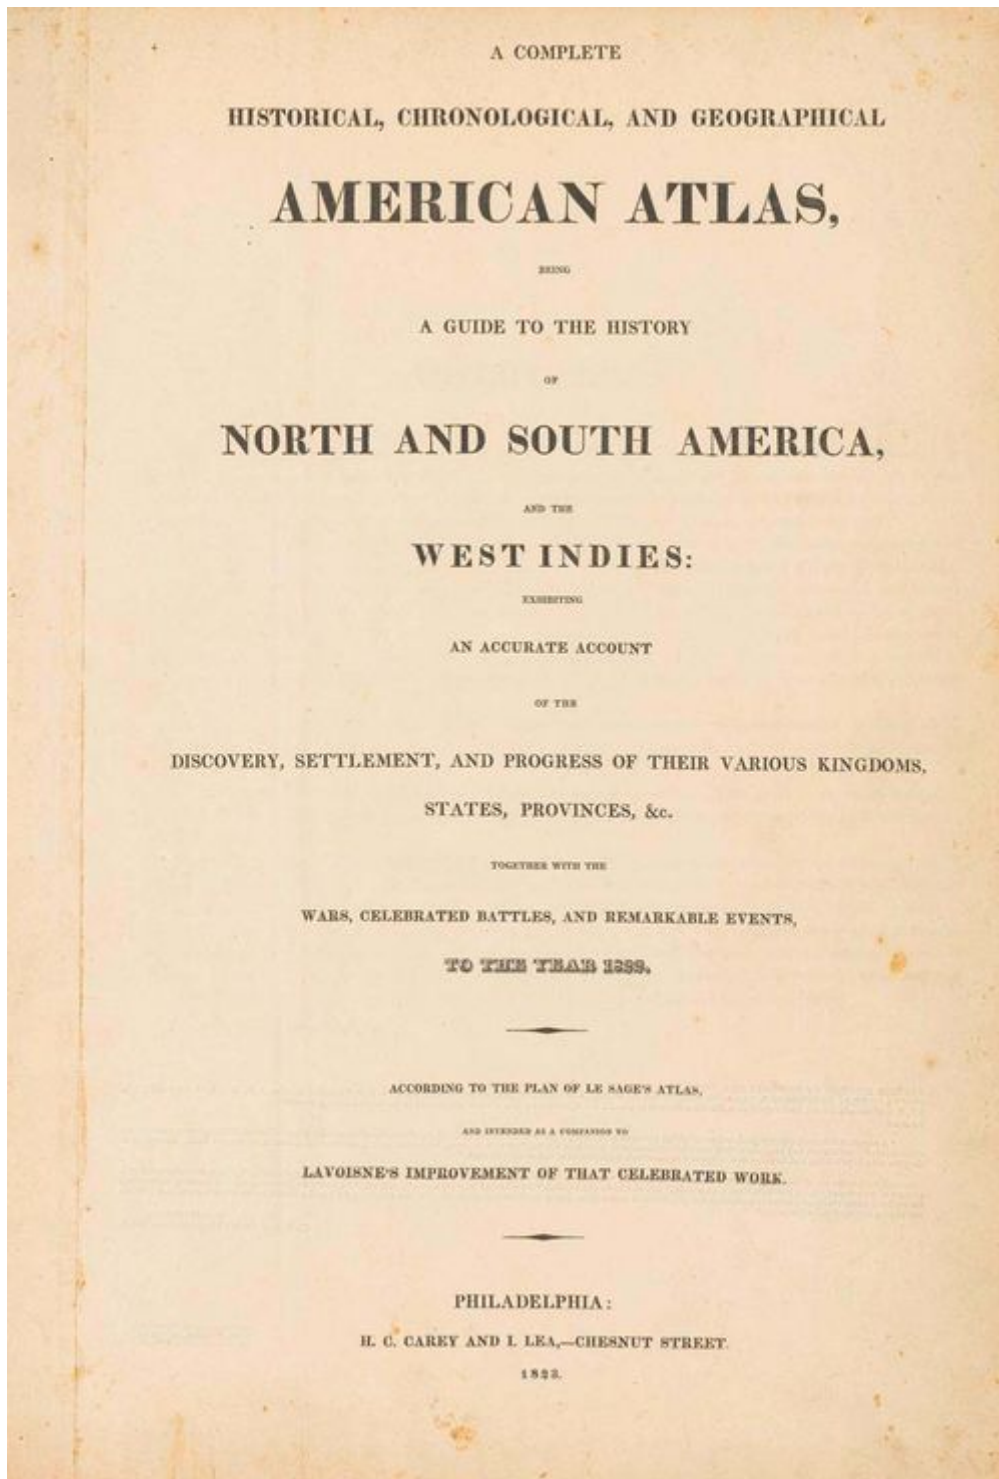 A COMPLETE
HISTORICAL, CHRONOLOGICAL, AND GEOGRAPHICAL
AMERICAN ATLAS,
BEING
A GUIDE TO THE HISTORY
OF
NORTH AND SOUTH AMERICA,
AND THE
WEST INDIES:
EXHIBITING
AN ACCURATE ACCOUNT
OF THE
DISCOVERY, SETTLEMENT, AND PROGRESS OF THEIR VARIOUS KINGDOMS,
STATES, PROVINCES, &c.
TOGETHER WITH THE
WARS, CELEBRATED BATTLES, AND REMARKABLE EVENTS,
TO THE YEAR 1822.
ACCORDING TO THE PLAN OF LE SAGE'S ATLAS,
AND INTENDED AS A COMPANION TO
LAVOISNE'S IMPROVEMENT OF THAT CELEBRATED WORK.
PHILADELPHIA:
H. C. CAREY AND I. LEA,—CHESNUT STREET.
1823.